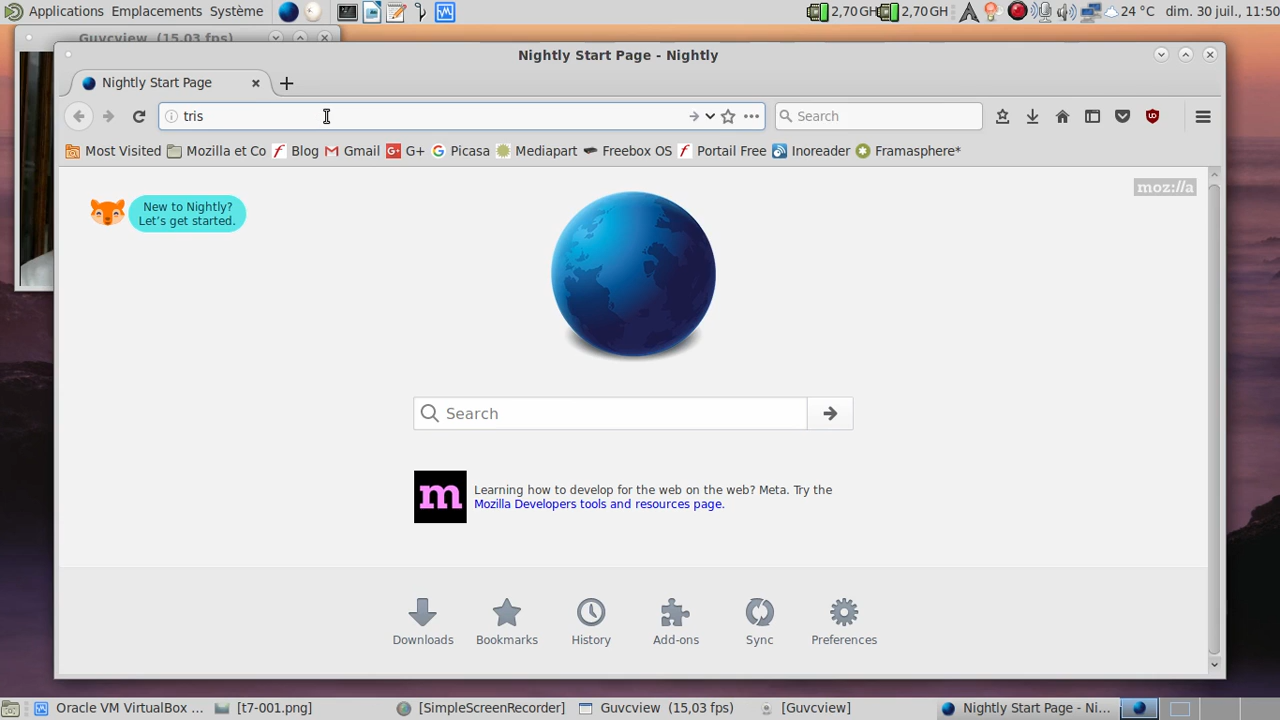 Applications Emplacements Système 2,70 GH 2,70 GH 24 °C dim. 30 juil., 11:50
Guvcview (15,03 fps)
Nightly Start Page - Nightly
Nightly Start Page
tris
Search
Most Visited Mozilla et Co Blog Gmail G+ Picasa Mediapart Freebox OS Portail Free Inoreader Framasphere*
moz://a
New to Nightly?
Let's get started.
Search
m
Learning how to develop for the web on the web? Meta. Try the
Mozilla Developers tools and resources page.
Downloads Bookmarks History Add-ons Sync Preferences
Oracle VM VirtualBox ... [t7-001.png] [SimpleScreenRecorder] Guvcview (15,03 fps) [Guvcview] Nightly Start Page - Ni...